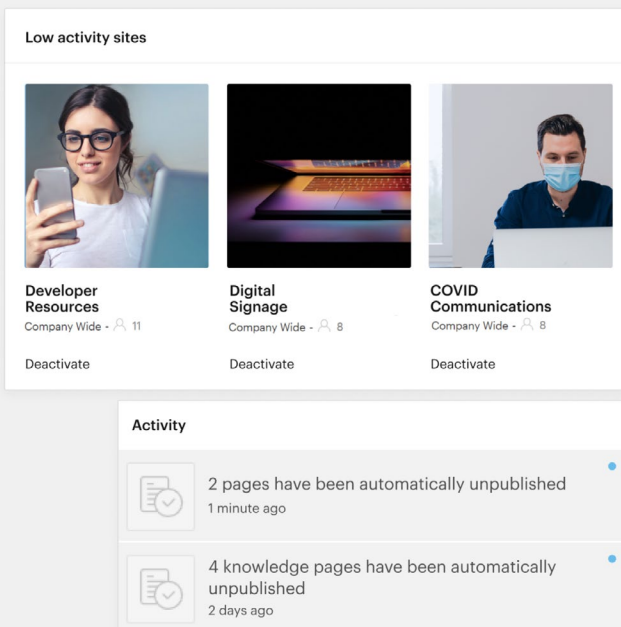 Low activity sites
Developer
Resources
Company Wide - 11
Deactivate
Digital
Signage
Company Wide - 8
Deactivate
COVID
Communications
Company Wide - 8
Deactivate
Activity
2 pages have been automatically unpublished
1 minute ago
4 knowledge pages have been automatically
unpublished
2 days ago